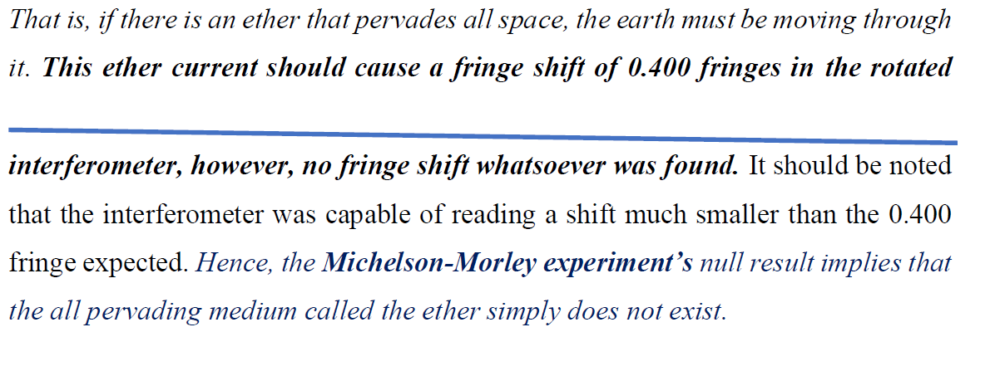 That is, if there is an ether that pervades all space, the earth must be moving through
it. This ether current should cause a fringe shift of 0.400 fringes in the rotated
interferometer, however, no fringe shift whatsoever was found. It should be noted
that the interferometer was capable of reading a shift much smaller than the 0.400
fringe expected. Hence, the Michelson-Morley experiment’s null result implies that
the all pervading medium called the ether simply does not exist.